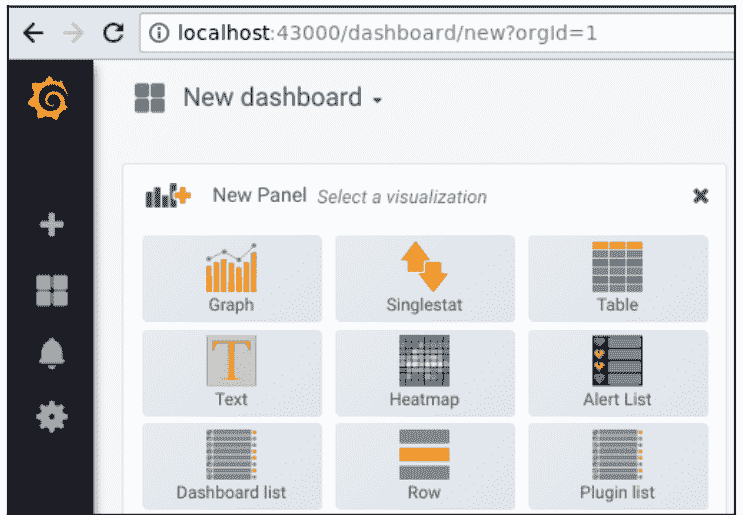 localhost:43000/dashboard/new?orgId=1
New dashboard
New Panel Select a visualization
Graph Singlestat Table
T
Text Heatmap Alert List
Dashboard list Row Plugin list